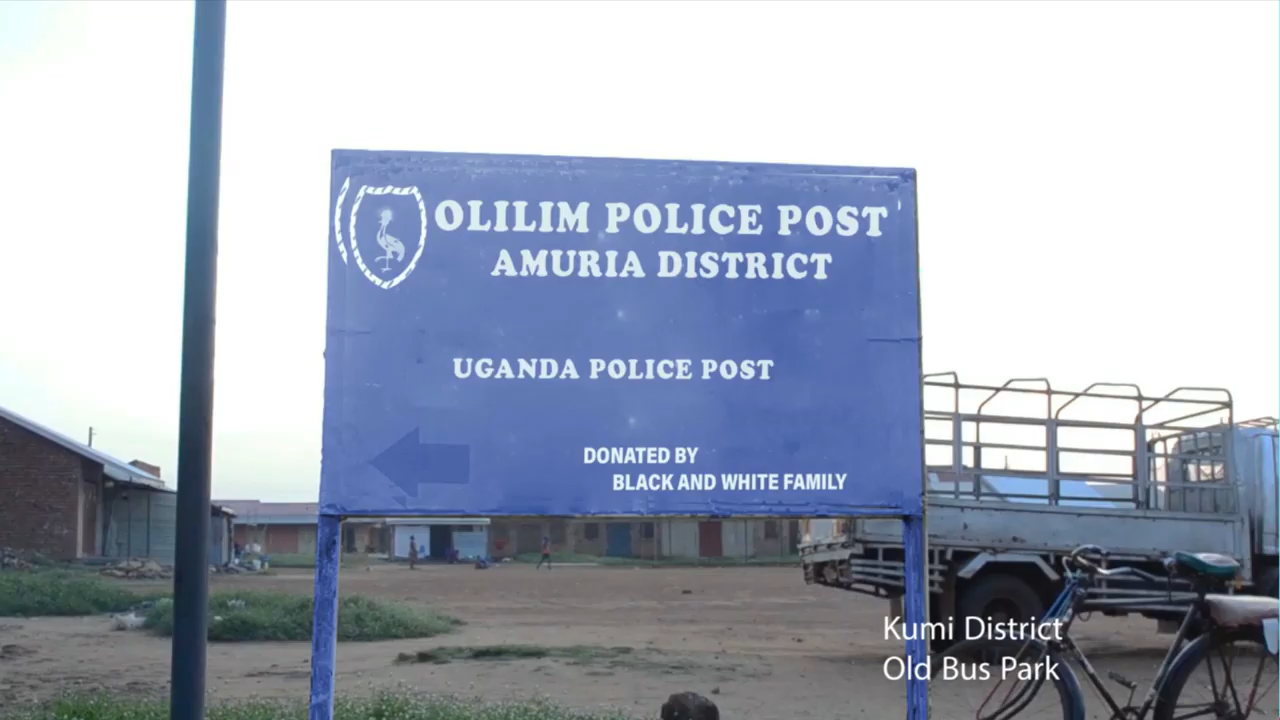 OLILIM POLICE POST
AMURIA DISTRICT
UGANDA POLICE POST
DONATED BY
BLACK AND WHITE FAMILY
Kumi District
Old Bus Park